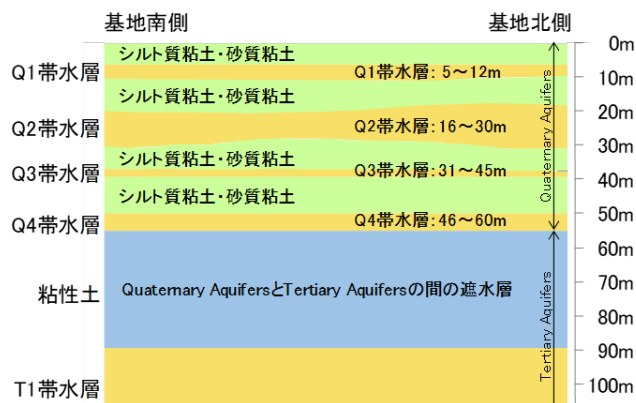 基地南側
基地北側
0m
シルト質粘土・砂質粘土
Q1帯水層
Q1帯水層：5～12m
10m
シルト質粘土・砂質粘土
20m
Q2帯水層
Q2帯水層：16～30m
30m
シルト質粘土・砂質粘土
Q3帯水層
Q3帯水層：31～45m
40m
シルト質粘土・砂質粘土
Q4帯水層
Q4帯水層：46～60m
50m
Quaternary Aquifers
60m
70m
粘性土
Quaternary AquifersとTertiary Aquifersの間の遮水層
80m
90m
Tertiary Aquifers
T1帯水層
100m